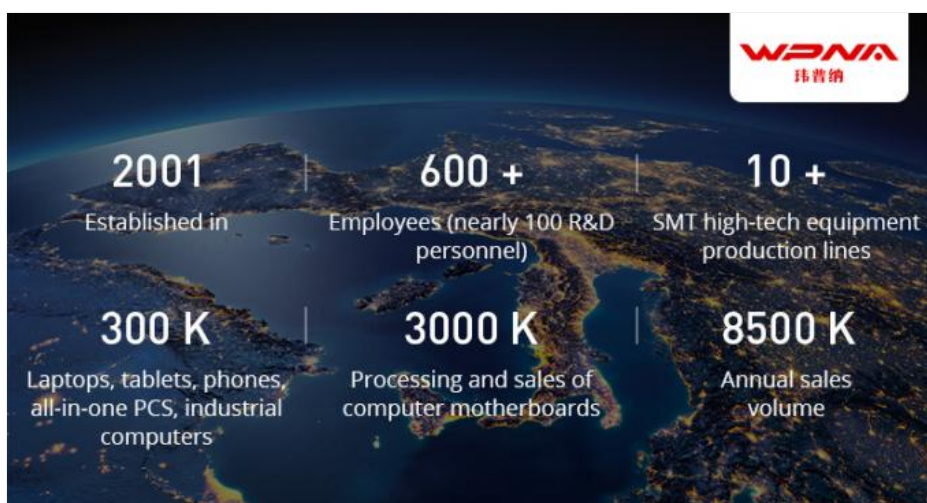 WPNA
玮普纳
2001
Established in
600 +
Employees (nearly 100 R&D
personnel)
10 +
SMT high-tech equipment
production lines
300 K
Laptops, tablets, phones,
all-in-one PCS, industrial
computers
3000 K
Processing and sales of
computer motherboards
8500 K
Annual sales
volume